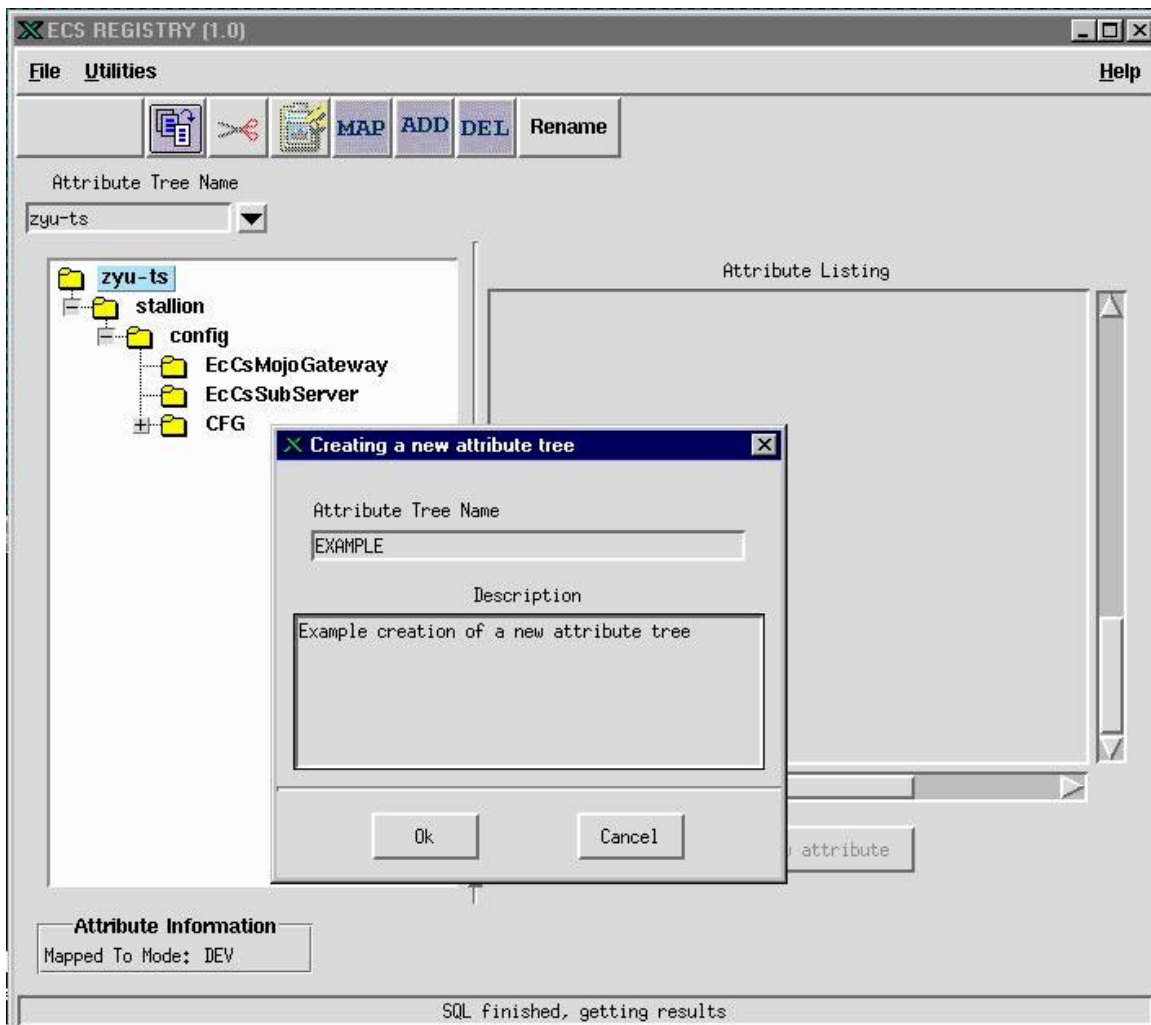 ECS REGISTRY (1.0)
File Utilities Help
MAP ADD DEL Rename
Attribute Tree Name
zyu-ts
Attribute Listing
zyu-ts
stallion
config
EcCsMojoGateway
EcCsSubServer
CFG
Creating a new attribute tree
Attribute Tree Name
EXAMPLE
Description
Example creation of a new attribute tree
Ok Cancel
attribute
Attribute Information
Mapped To Mode: DEV
SQL finished, getting results